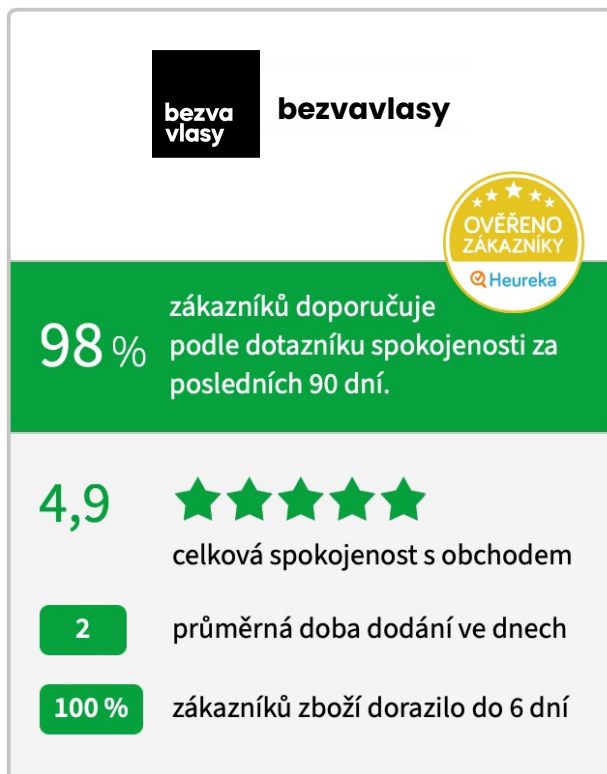 bezva
vlasy
bezvavlasy
OVĚŘENO
ZÁKAZNÍKY
Heureka
98 %
zákazníků doporučuje
podle dotazníku spokojenosti za
posledních 90 dní.
4,9
celková spokojenost s obchodem
2 průměrná doba dodání ve dnech
100 % zákazníků zboží dorazilo do 6 dní